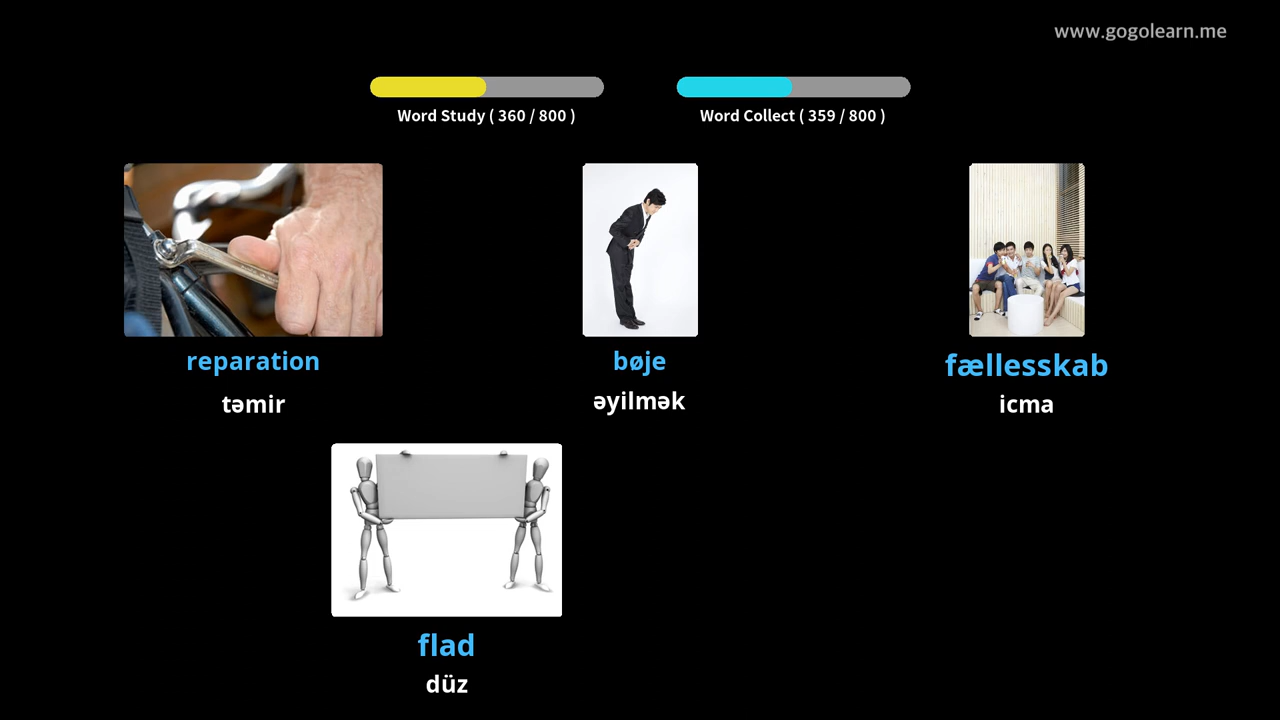 www.gogolearn.me
Word Study ( 360 / 800 )
Word Collect ( 359 / 800 )
reparation
təmir
bøje
əyilmək
fællesskab
icma
flad
düz